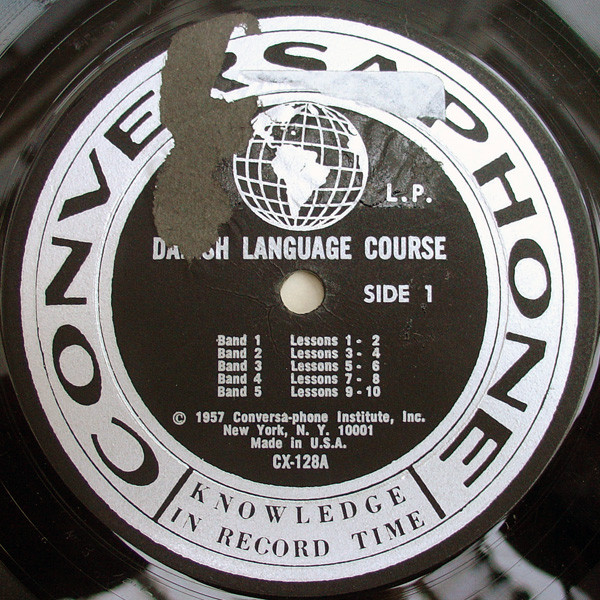 CONVERSAPHONE
L.P.
DANISH LANGUAGE COURSE
SIDE 1
Band 1 Lessons 1 - 2
Band 2 Lessons 3 - 4
Band 3 Lessons 5 - 6
Band 4 Lessons 7 - 8
Band 5 Lessons 9 - 10
© 1957 Conversa-phone Institute, Inc.
New York, N. Y. 10001
Made in U.S.A.
CX-128A
KNOWLEDGE
IN RECORD TIME